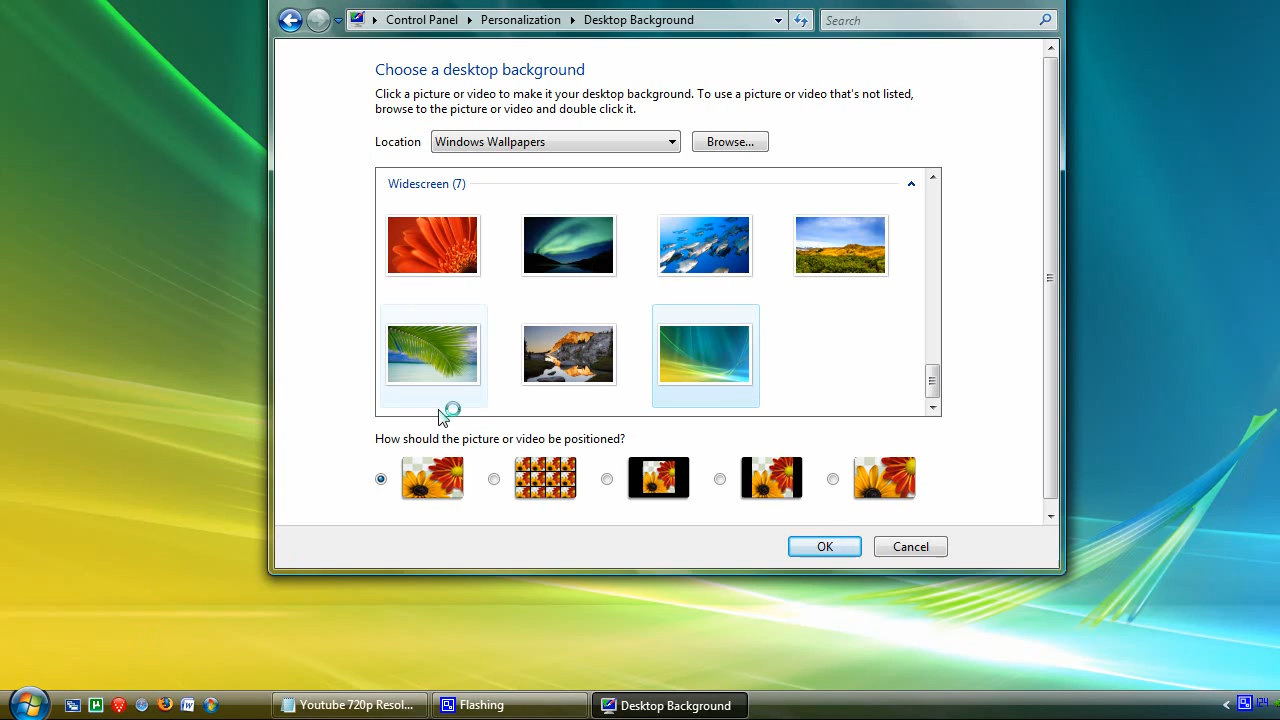 Control Panel
Personalization
Desktop Background
Search
Choose a desktop background
Click a picture or video to make it your desktop background. To use a picture or video that's not listed,
browse to the picture or video and double click it.
Location
Windows Wallpapers
Browse...
Widescreen (7)
How should the picture or video be positioned?
OK
Cancel
Youtube 720p Resol...
Flashing
Desktop Background
124